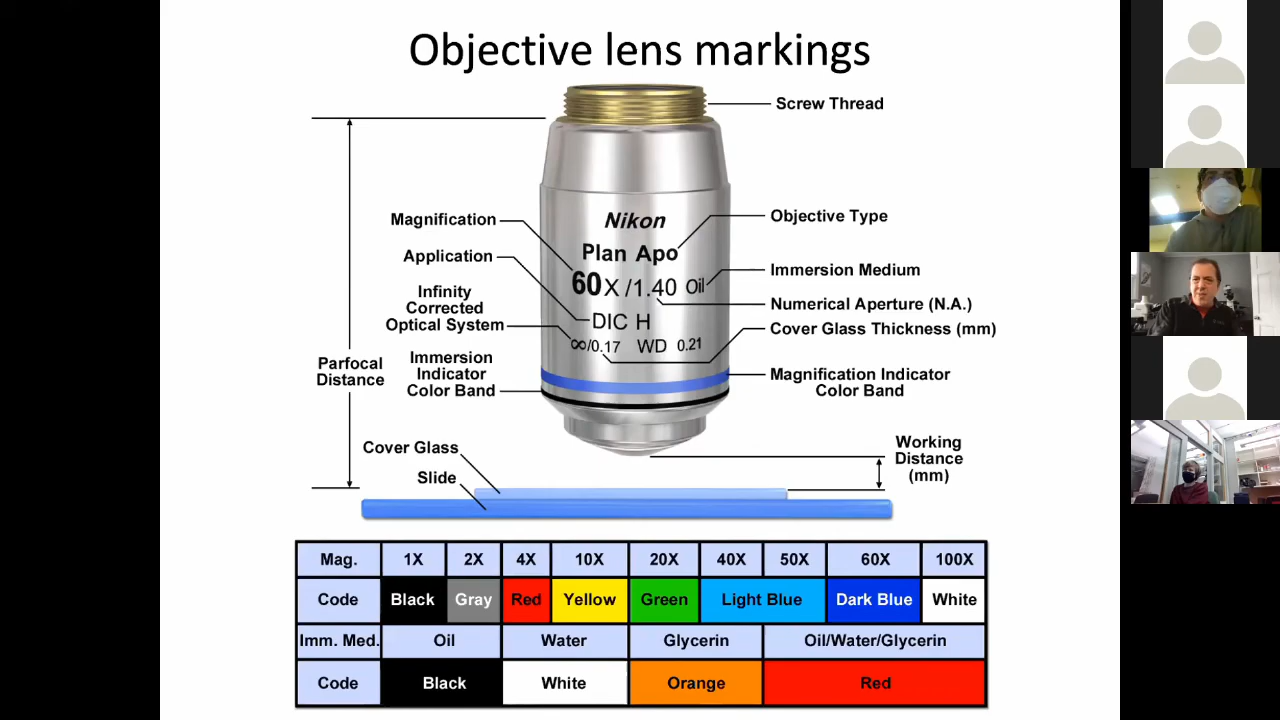 Objective lens markings
Screw Thread
Magnification
Nikon
Objective Type
Plan Apo
Application
Immersion Medium
60X/1.40 Oil
Infinity
Corrected
Optical System
Numerical Aperture (N.A.)
DIC H
Cover Glass Thickness (mm)
∞/0.17 WD 0.21
Parfocal
Distance
Immersion
Indicator
Color Band
Magnification Indicator
Color Band
Cover Glass
Slide
Working
Distance
(mm)
Mag. 1X 2X 4X 10X 20X 40X 50X 60X 100X
Code Black Gray Red Yellow Green Light Blue Dark Blue White
Imm. Med. Oil Water Glycerin Oil/Water/Glycerin
Code Black White Orange Red